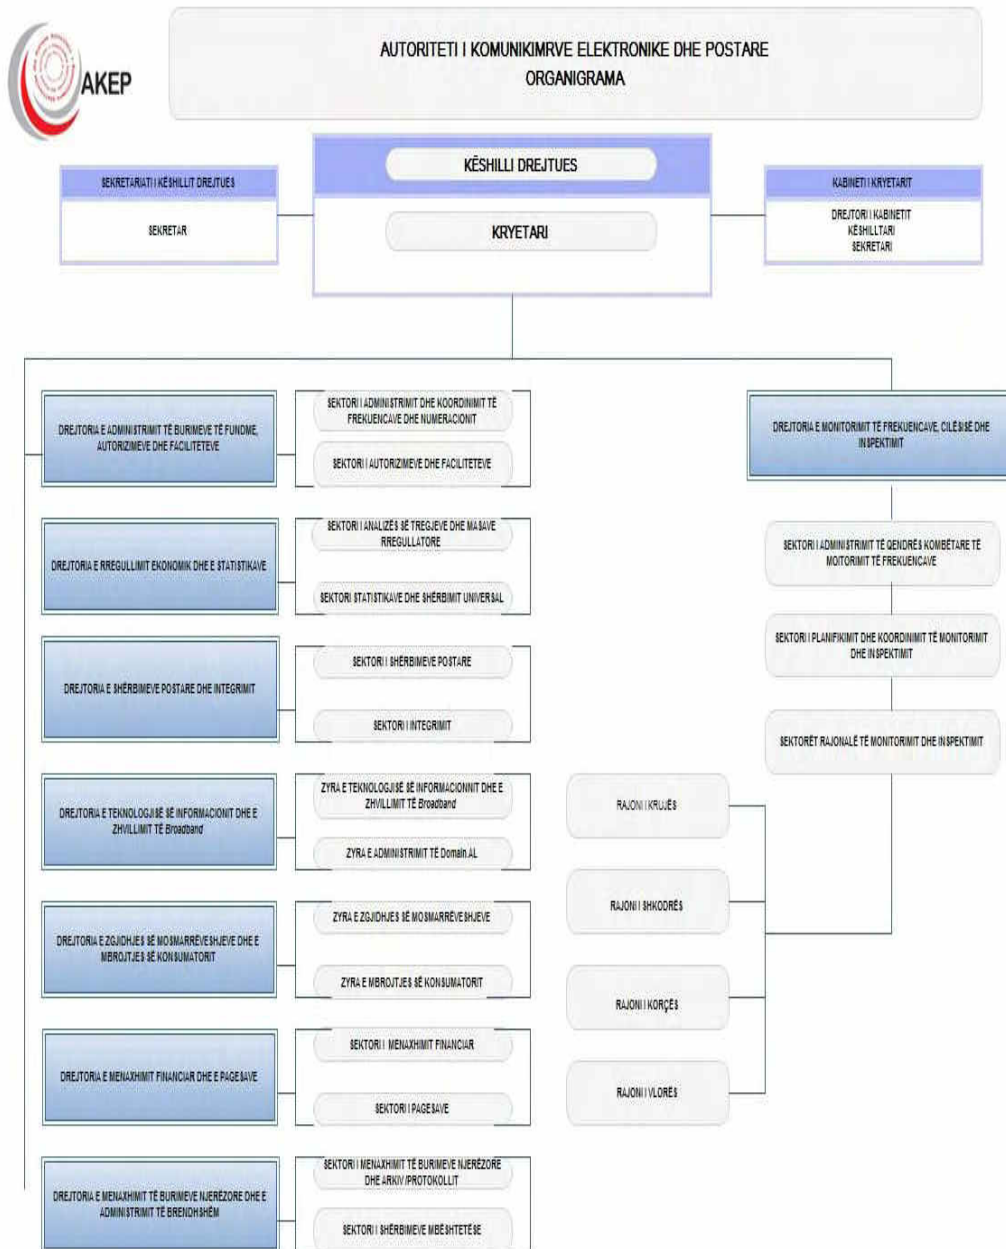 AKEP
AUTORITETI I KOMUNIKIMRVE ELEKTRONIKE DHE POSTARE
ORGANIGRAMA
KËSHILLI DREJTUES
KRYETARI
SEKRETARIATI I KËSHILLIT DREJTUES
SEKRETAR
KABINETI I KRYETARIT
DREJTORI I KABINETIT
KËSHILLTARI
SEKRETARI
DREJTORIA E ADMINISTRIMIT TË BURIMEVE TË FUNDME,
AUTORIZIMEVE DHE FACILITETEVE
SEKTORI I ADMINISTRIMIT DHE KOORDINIMIT TË
FREKUENCAVE DHE NUMERACIONIT
SEKTORI I AUTORIZIMEVE DHE FACILITETEVE
DREJTORIA E RREGULLIMIT EKONOMIK DHE E STATISTIKAVE
SEKTORI I ANALIZËS SË TREGJEVE DHE MASAVE
RREGULLATORE
SEKTORI STATISTIKAVE DHE SHËRBIMIT UNIVERSAL
DREJTORIA E SHËRBIMEVE POSTARE DHE INTEGRIMIT
SEKTORI I SHËRBIMEVE POSTARE
SEKTORI I INTEGRIMIT
DREJTORIA E TEKNOLOGJISË SË INFORMACIONIT DHE E
ZHVILLIMIT TË Broadband
ZYRA E TEKNOLOGJISË SË INFORMACIONNIT DHE E
ZHVILLIMIT TË Broadband
ZYRA E ADMINISTRIMIT TË Domain.AL
DREJTORIA E ZGJIDHJES SË MOSMARRËVESHJEVE DHE E
MBROJTJES SË KONSUMATORIT
ZYRA E ZGJIDHJES SË MOSMARRËVESHJEVE
ZYRA E MBROJTJES SË KONSUMATORIT
DREJTORIA E MENAXHIMIT FINANCIAR DHE E PAGESAVE
SEKTORI I MENAXHIMIT FINANCIAR
SEKTORI I PAGESAVE
DREJTORIA E MENAXHIMIT TË BURIMEVE NJERËZORE DHE E
ADMINISTRIMIT TË BRENDHSHËM
SEKTORI I MENAXHIMIT TË BURIMEVE NJERËZORE
DHE ARKIV/PROTOKOLLIT
SEKTORI I SHËRBIMEVE MBËSHTETËSE
DREJTORIA E MONITORIMIT TË FREKUENCAVE, CILËSISË DHE
INSPEKTIMIT
SEKTORI I ADMINISTRIMIT TË QENDRËS KOMBËTARE TË
MOITORIMIT TË FREKUENCAVE
SEKTORI I PLANIFIKIMIT DHE KOORDINIMIT TË MONITORIMIT
DHE INSPEKTIMIT
SEKTORËT RAJONALË TË MONITORIMIT DHE INSPEKTIMIT
RAJONI I KRUJËS
RAJONI I SHKODRËS
RAJONI I KORÇËS
RAJONI I VLORËS